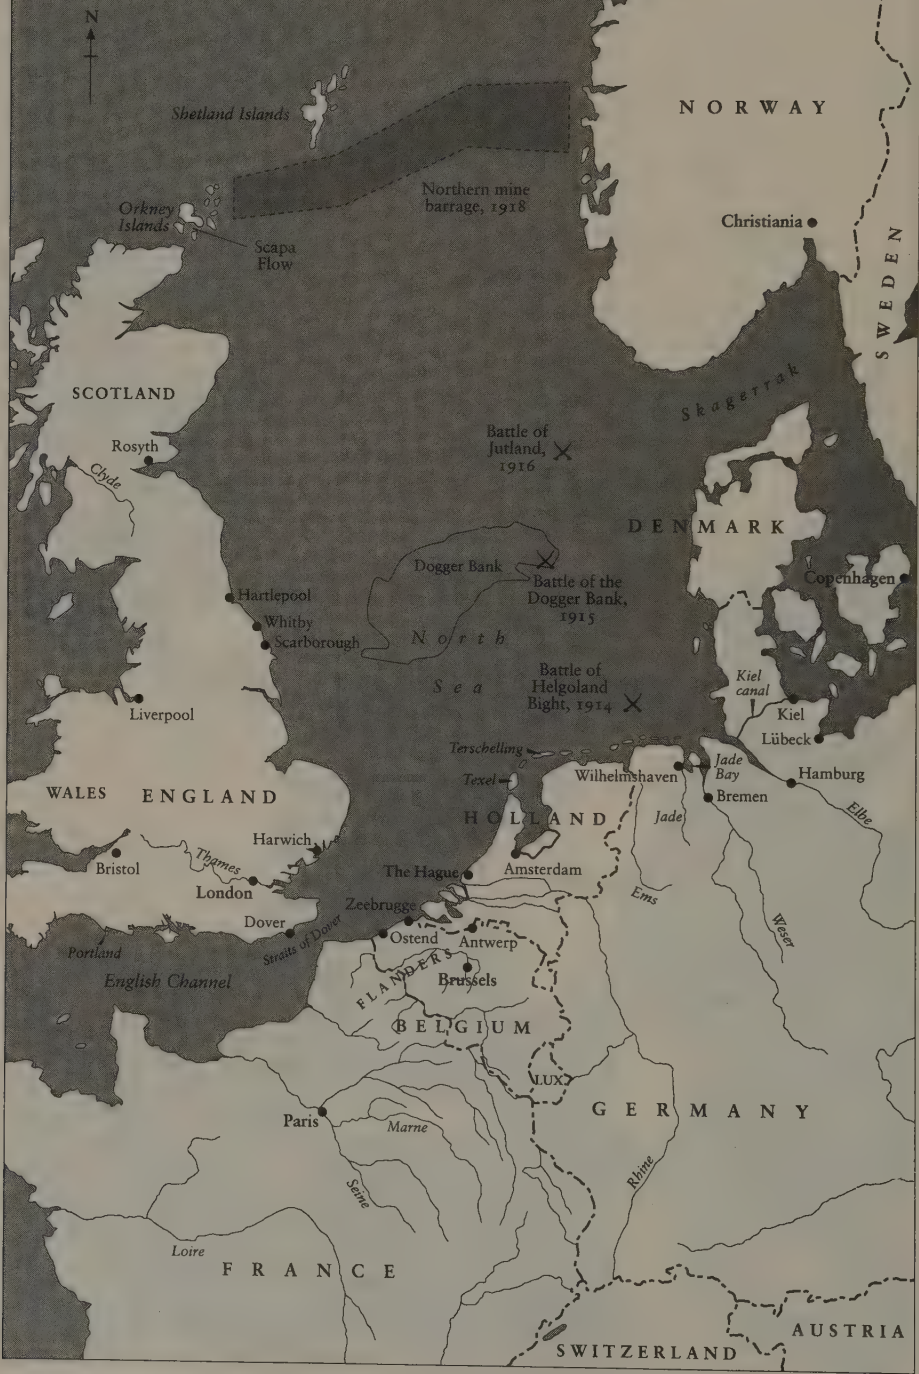 N
NORWAY
Shetland Islands
Northern mine
barrage, 1918
Orkney
Islands
Scapa
Flow
Christiania
SWEDEN
SCOTLAND
Skagerrak
Battle of
Jutland,
1916
Rosyth
Clyde
DENMARK
Dogger Bank
Copenhagen
Battle of the
Dogger Bank,
1915
Hartlepool
Whitby
Scarborough
North
Sea
Battle of
Helgoland
Bight, 1914
Kiel
canal
Kiel
Liverpool
Lübeck
Terschelling
Texel
Wilhelmshaven
Jade
Bay
Hamburg
WALES
ENGLAND
Bremen
Elbe
HOLLAND
Jade
Harwich
Bristol
Thames
London
The Hague
Amsterdam
Ems
Zeebrugge
Weser
Dover
Straits of Dover
Ostend
Antwerp
Portland
English Channel
FLANDERS
Brussels
BELGIUM
LUX
GERMANY
Paris
Marne
Rhine
Seine
Loire
FRANCE
SWITZERLAND
AUSTRIA